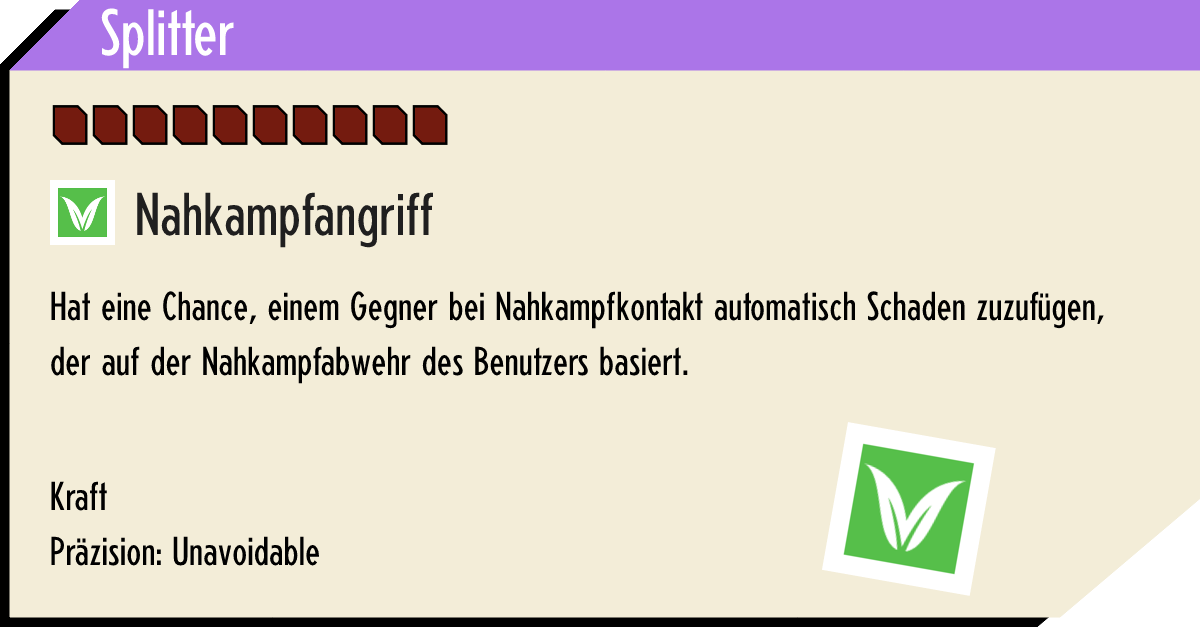 Splitter
Nahkampfangriff
Hat eine Chance, einem Gegner bei Nahkampfkontakt automatisch Schaden zuzufügen,
der auf der Nahkampfabwehr des Benutzers basiert.
Kraft
Präzision: Unavoidable